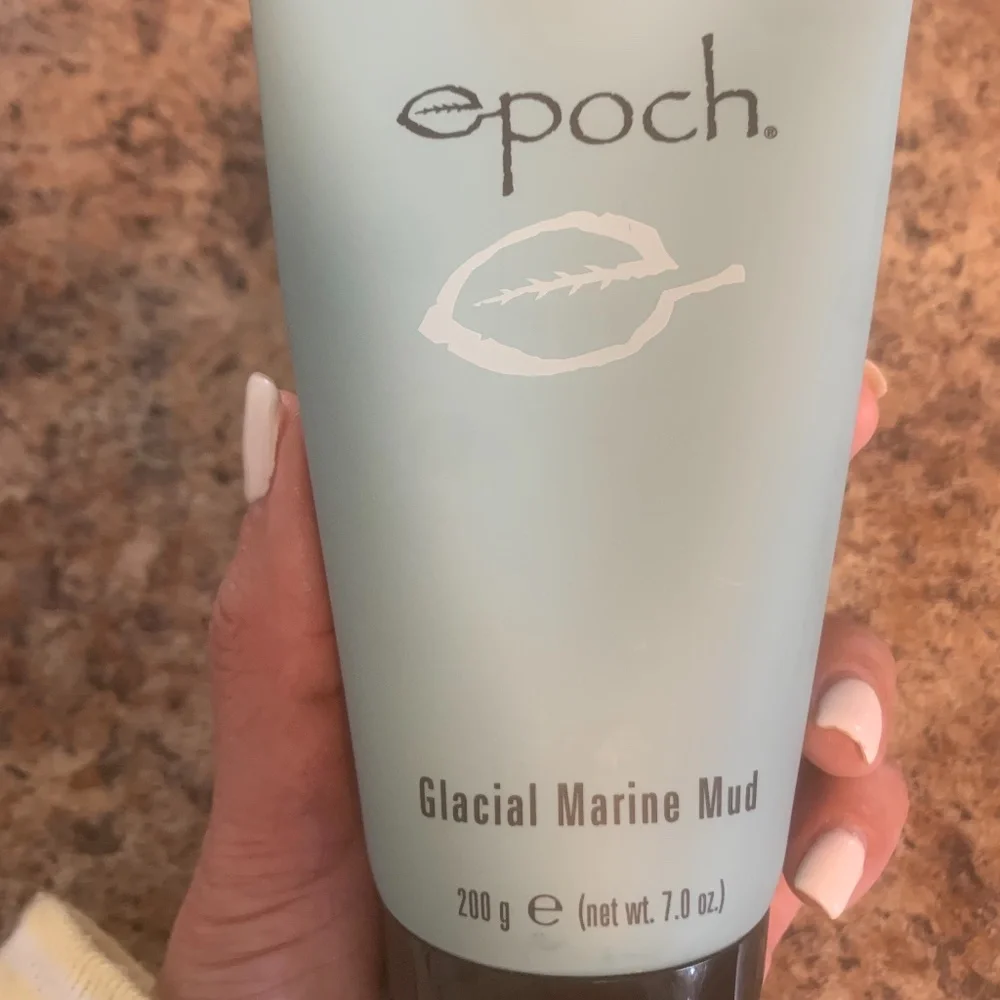 epoch®
Glacial Marine Mud
200 g ℮ (net wt. 7.0 oz.)